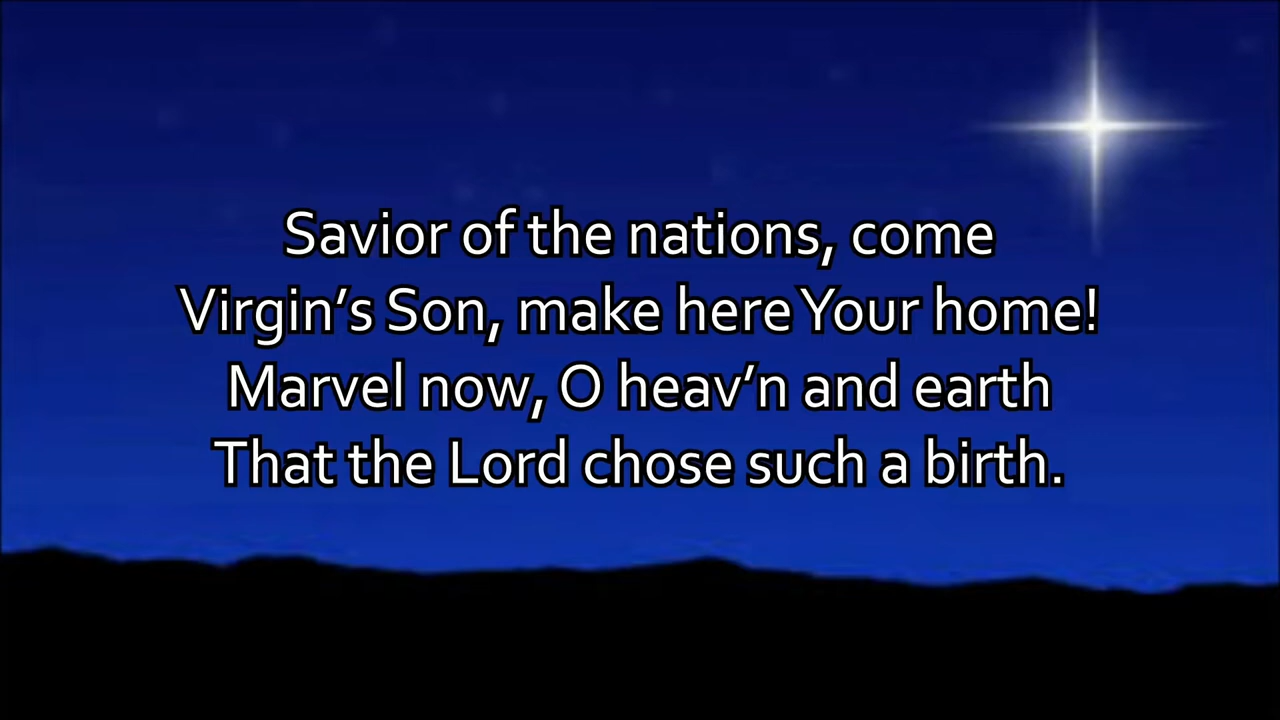 Savior of the nations, come
Virgin’s Son, make here Your home!
Marvel now, O heav’n and earth
That the Lord chose such a birth.